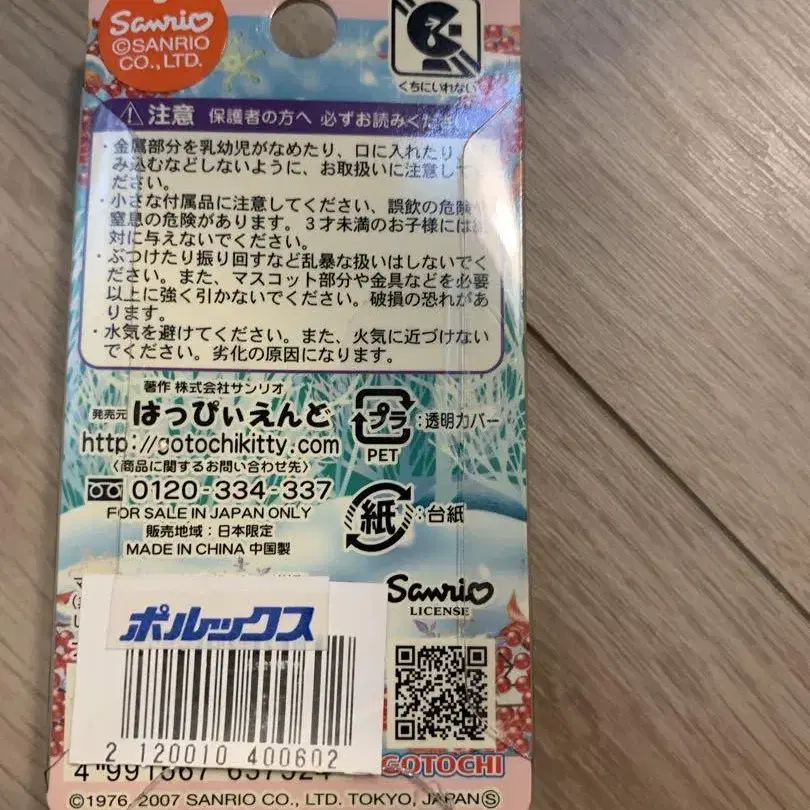 Sanrio
©SANRIO
CO., LTD.
くちにいれない
注意 保護者の方へ 必ずお読みくださ
・金属部分を乳幼児がなめたり、口に入れたり
み込むなどしないように、お取扱いに注意して
ださい。
・小さな付属品に注意してください、誤飲の危険や
窒息の危険があります。3才未満のお子様には
対に与えないでください。
・ぶつけたり振り回すなど乱暴な扱いはしないでく
ださい。また、マスコット部分や金具などを必要
以上に強く引かないでください。破損の恐れがあ
ります。
・水気を避けてください。また、火気に近づけない
でください。劣化の原因になります。
著作 株式会社サンリオ
発売元 はっぴぃえんど
http://gotochikitty.com
〈商品に関するお問い合わせ先〉
0120-334-337
FOR SALE IN JAPAN ONLY
販売地域：日本限定
MADE IN CHINA 中国製
プラ :透明カバー
PET
紙 :台紙
Sanrio
LICENSE
ポルックス
2 120010 400602
GOTOCHI
©1976, 2007 SANRIO CO., LTD. TOKYO, JAPAN Ⓢ